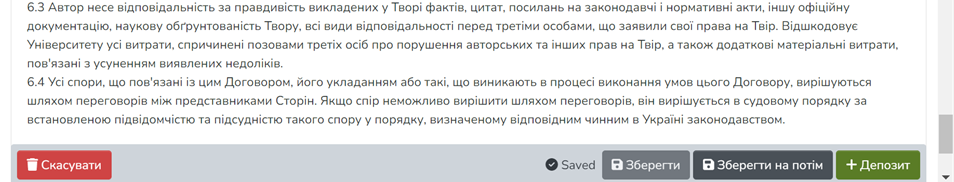 6.3 Автор несе відповідальність за правдивість викладених у Творі фактів, цитат, посилань на законодавчі і нормативні акти, іншу офіційну
документацію, наукову обґрунтованість Твору, всі види відповідальності перед третіми особами, що заявили свої права на Твір. Відшкодовує
Університету усі витрати, спричинені позовами третіх осіб про порушення авторських та інших прав на Твір, а також додаткові матеріальні витрати,
пов'язані з усуненням виявлених недоліків.
6.4 Усі спори, що пов'язані із цим Договором, його укладанням або такі, що виникають в процесі виконання умов цього Договору, вирішуються
шляхом переговорів між представниками Сторін. Якщо спір неможливо вирішити шляхом переговорів, він вирішується в судовому порядку за
встановленою підвідомчістю та підсудністю такого спору у порядку, визначеному відповідним чинним в Україні законодавством.
Скасувати Saved Зберегти Зберегти на потім + Депозит